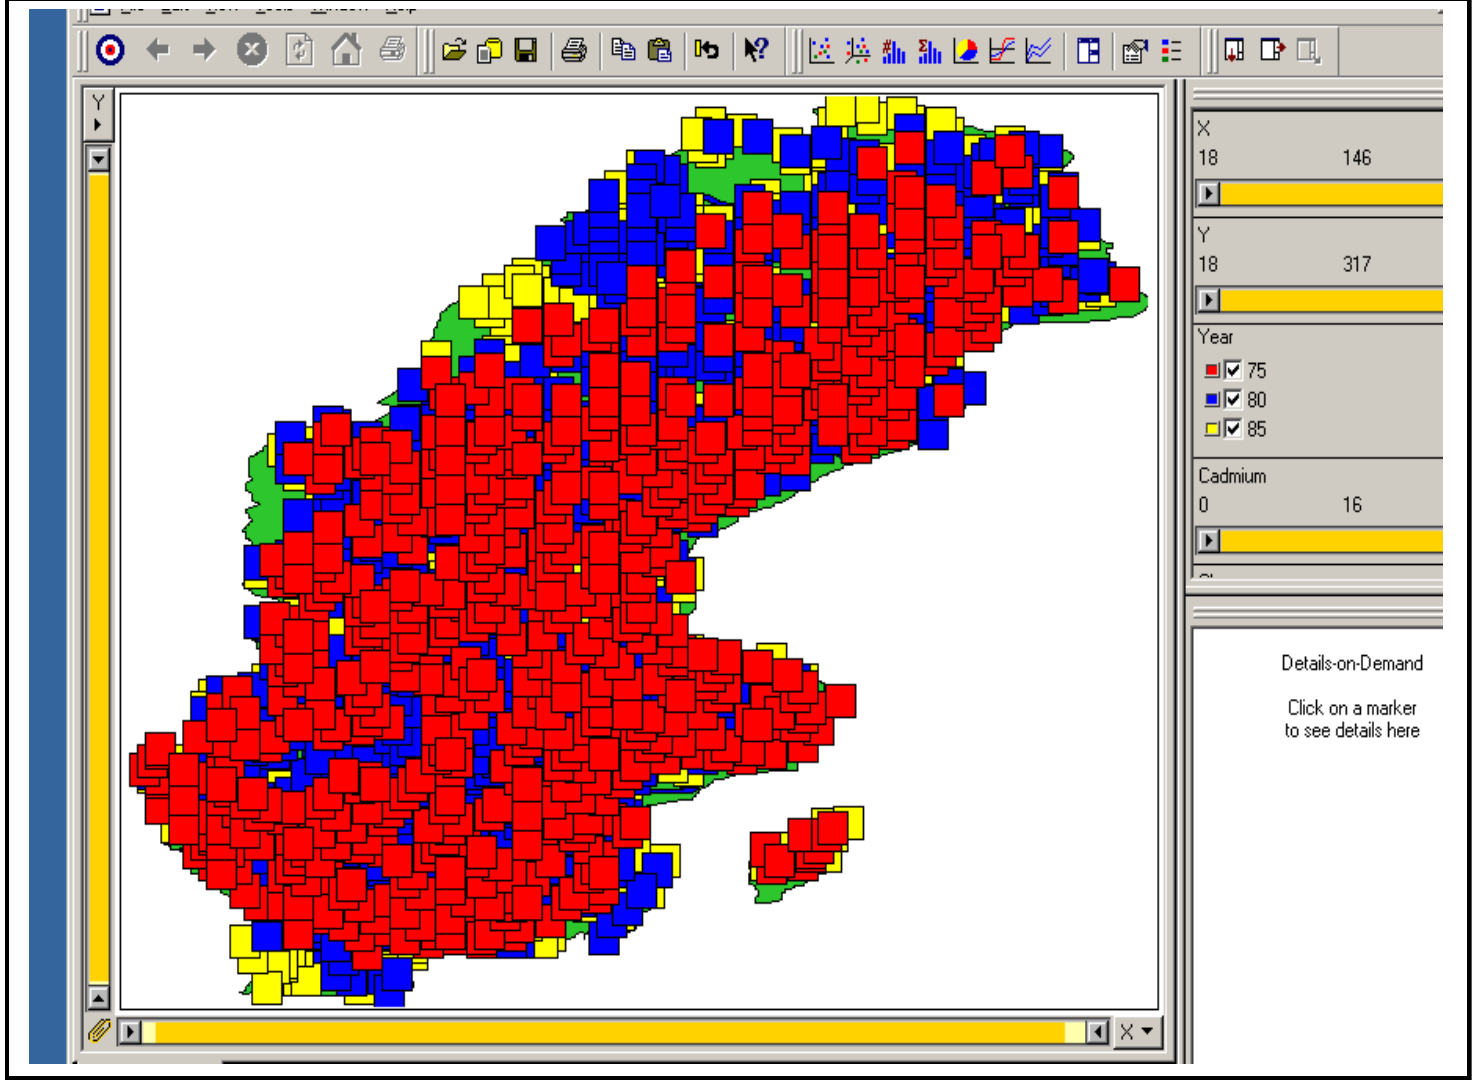 Y
X
18 146
Y
18 317
Year
75
80
85
Cadmium
0 16
Details-on-Demand
Click on a marker
to see details here
X